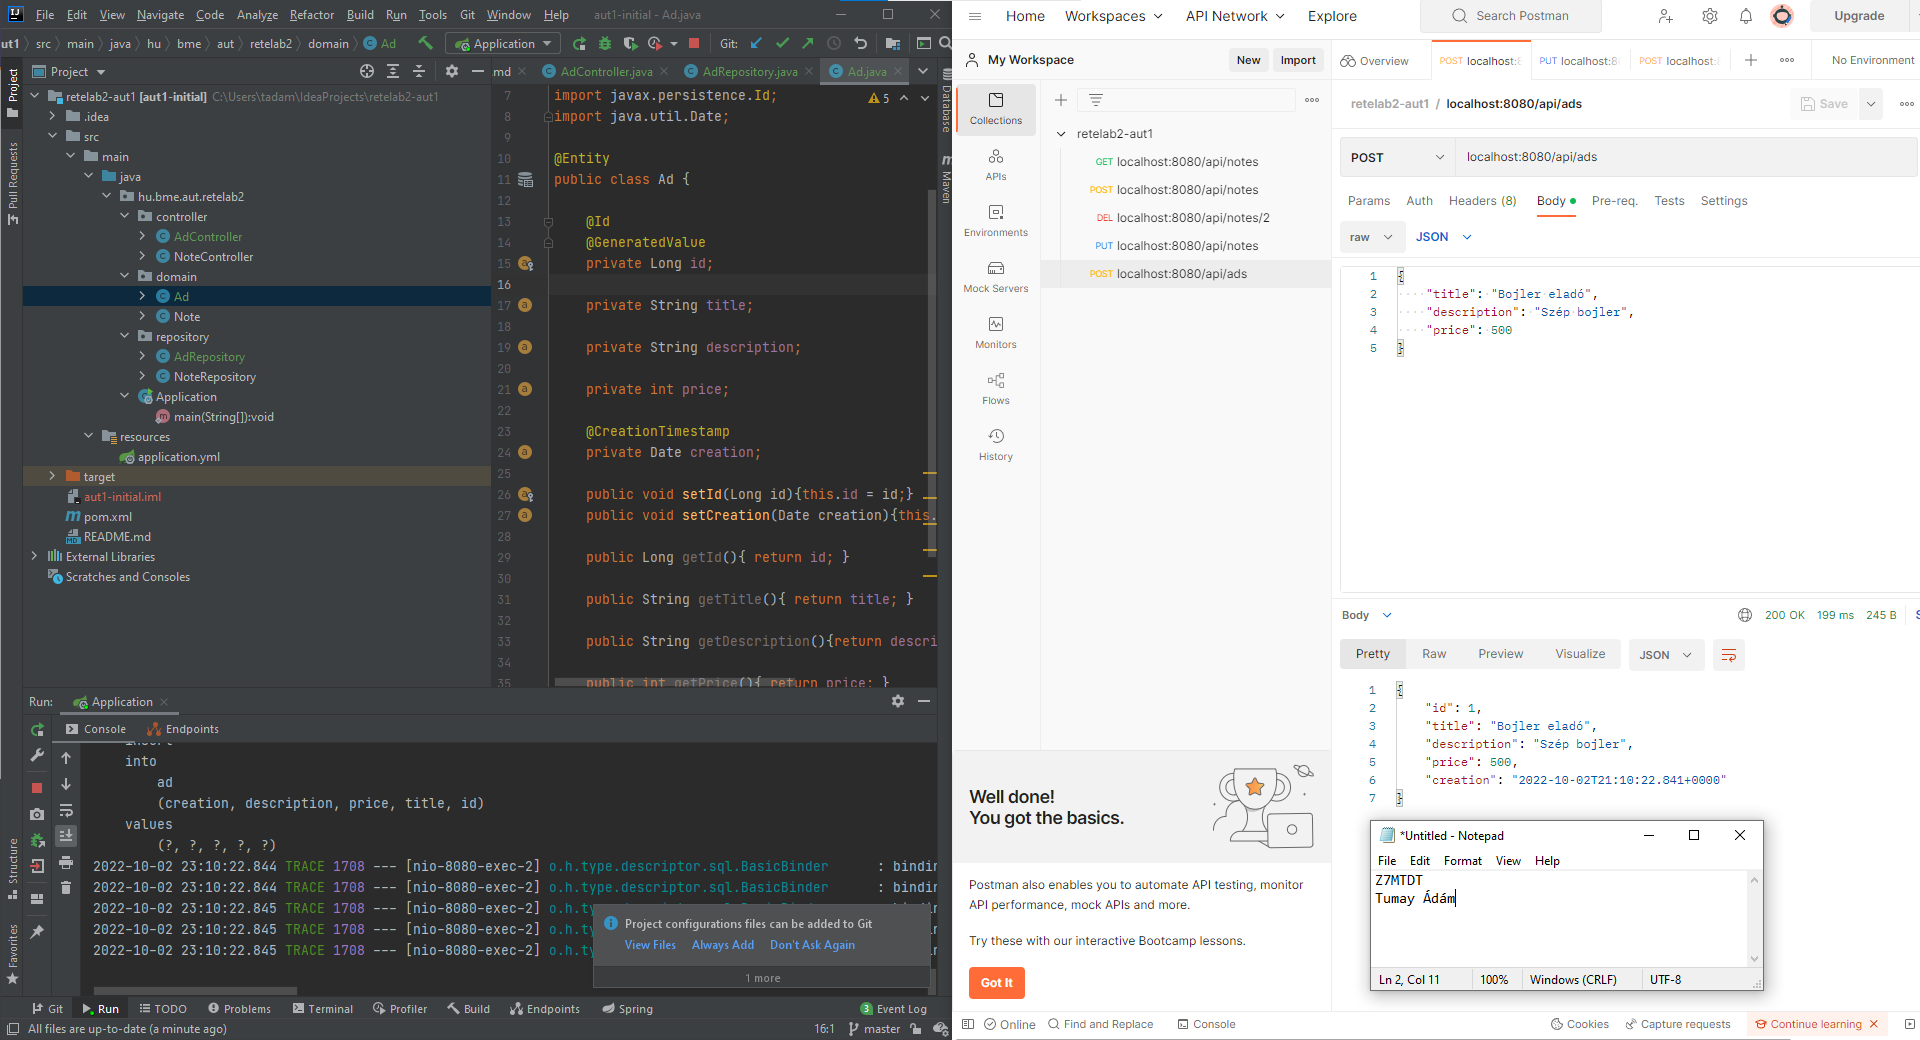 File Edit View Navigate Code Analyze Refactor Build Run Tools Git Window Help aut1-initial - Ad.java
ut1 src main java hu bme aut retelab2 domain Ad Application Git:
Project
Project
retelab2-aut1 [aut1-initial] C:\Users\tadam\IdeaProjects\retelab2-aut1
.idea
src
main
java
hu.bme.aut.retelab2
controller
AdController
NoteController
domain
Ad
Note
repository
AdRepository
NoteRepository
Application
main(String[]):void
resources
application.yml
target
aut1-initial.iml
pom.xml
README.md
External Libraries
Scratches and Consoles
Pull Requests
Structure
Favorites
.md AdController.java AdRepository.java Ad.java
5
7 import javax.persistence.Id;
8 import java.util.Date;
9
10 @Entity
11 public class Ad {
12
13 @Id
14 @GeneratedValue
15 private Long id;
16
17 private String title;
18
19 private String description;
20
21 private int price;
22
23 @CreationTimestamp
24 private Date creation;
25
26 public void setId(Long id){this.id = id;}
27 public void setCreation(Date creation){this.
28
29 public Long getId(){ return id; }
30
31 public String getTitle(){ return title; }
32
33 public String getDescription(){return descri
34
35 public int getPrice(){ return price; }
Database
Maven
Run: Application
Console Endpoints
insert
into
ad
(creation, description, price, title, id)
values
(?, ?, ?, ?, ?)
2022-10-02 23:10:22.844 TRACE 1708 --- [nio-8080-exec-2] o.h.type.descriptor.sql.BasicBinder : bindin
2022-10-02 23:10:22.844 TRACE 1708 --- [nio-8080-exec-2] o.h.type.descriptor.sql.BasicBinder : bindin
2022-10-02 23:10:22.845 TRACE 1708 --- [nio-8080-exec-2] o.h.ty
2022-10-02 23:10:22.845 TRACE 1708 --- [nio-8080-exec-2] o.h.ty
2022-10-02 23:10:22.845 TRACE 1708 --- [nio-8080-exec-2] o.h.ty
Project configurations files can be added to Git
View Files Always Add Don't Ask Again
1 more
Git Run TODO Problems Terminal Profiler Build Endpoints Spring 3 Event Log
All files are up-to-date (a minute ago) 16:1 master
Home Workspaces API Network Explore Search Postman Upgrade
My Workspace New Import
Overview POST localhost:8 PUT localhost:8 POST localhost:8 No Environment
Collections
APIs
Environments
Mock Servers
Monitors
Flows
History
retelab2-aut1
GET localhost:8080/api/notes
POST localhost:8080/api/notes
DEL localhost:8080/api/notes/2
PUT localhost:8080/api/notes
POST localhost:8080/api/ads
Well done!
You got the basics.
Postman also enables you to automate API testing, monitor
API performance, mock APIs and more.
Try these with our interactive Bootcamp lessons.
Got It
retelab2-aut1 / localhost:8080/api/ads Save
POST localhost:8080/api/ads
Params Auth Headers (8) Body Pre-req. Tests Settings
raw JSON
1 {
2 "title": "Bojler eladó",
3 "description": "Szép bojler",
4 "price": 500
5 }
Body 200 OK 199 ms 245 B S
Pretty Raw Preview Visualize JSON
1 {
2 "id": 1,
3 "title": "Bojler eladó",
4 "description": "Szép bojler",
5 "price": 500,
6 "creation": "2022-10-02T21:10:22.841+0000"
7 }
*Untitled - Notepad
File Edit Format View Help
Z7MTDT
Tumay Ádám
Ln 2, Col 11 100% Windows (CRLF) UTF-8
Online Find and Replace Console Cookies Capture requests Continue learning